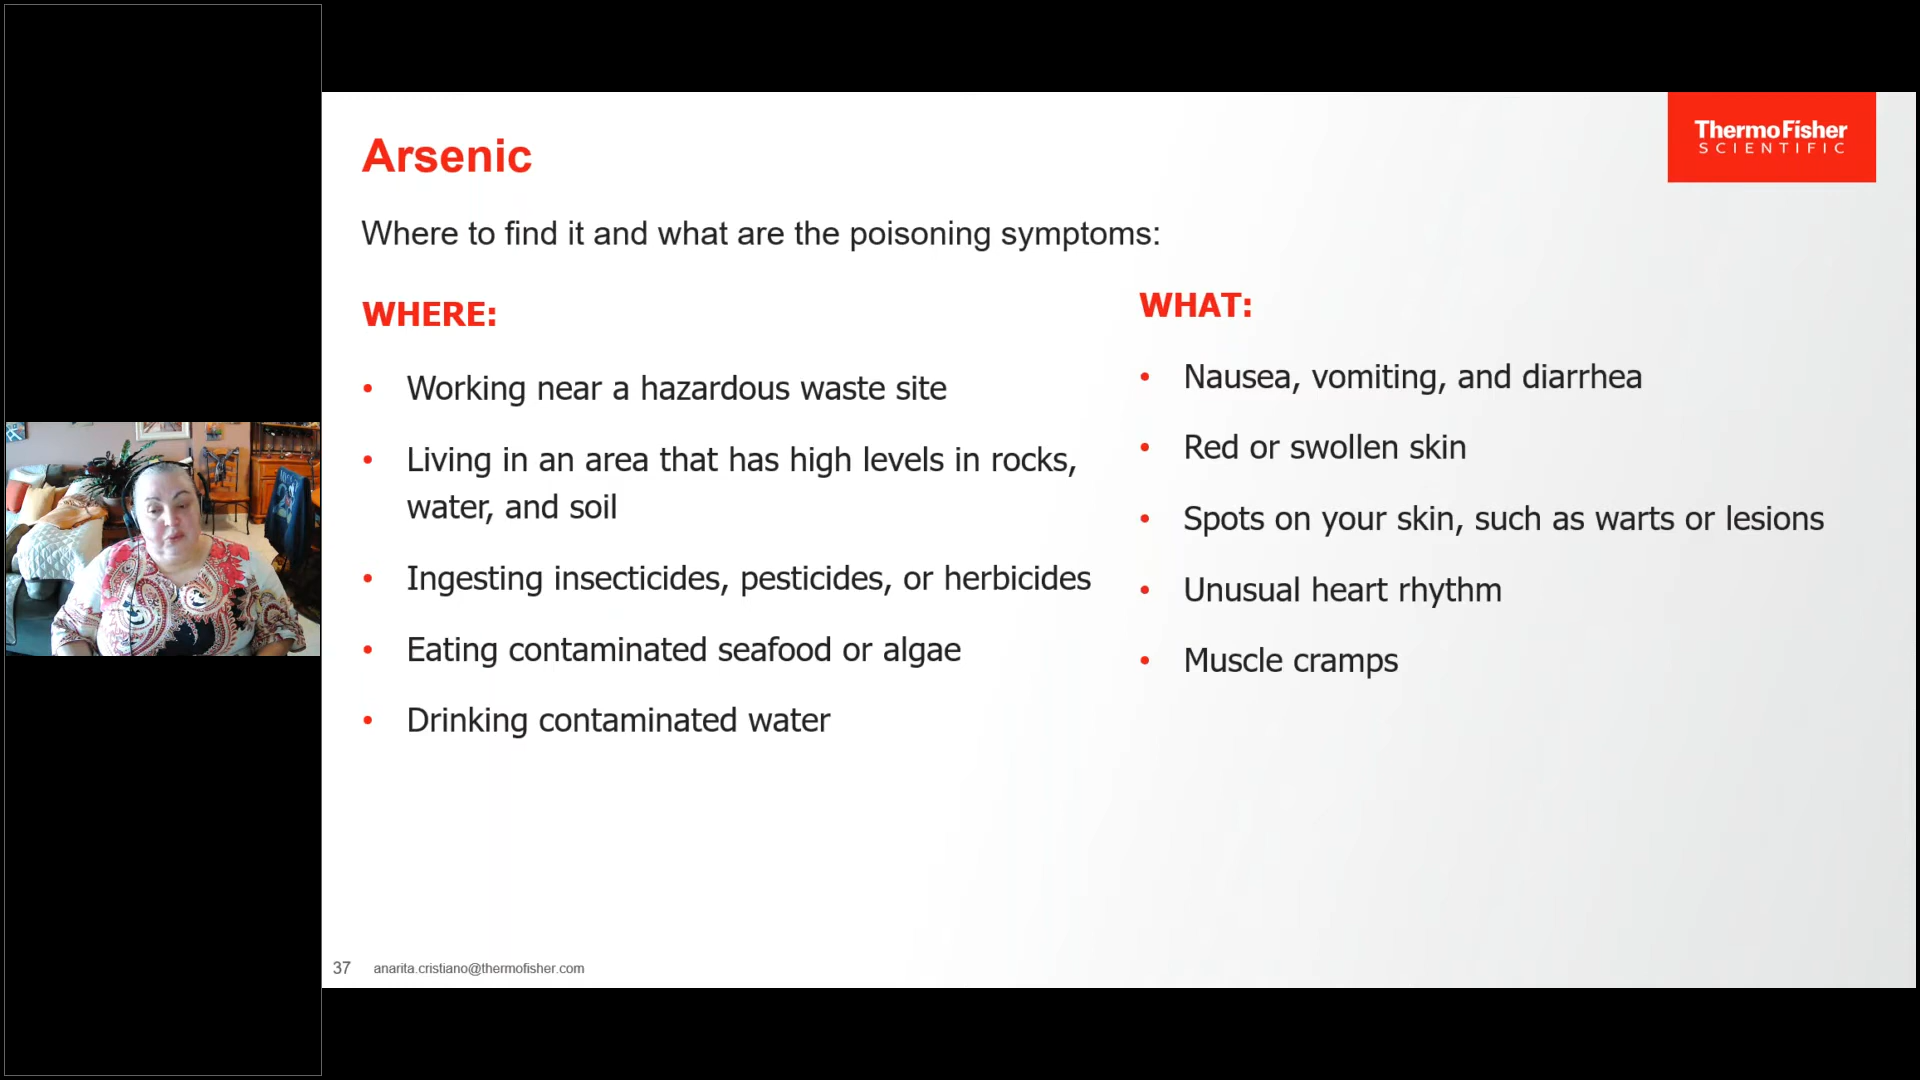 ThermoFisher
SCIENTIFIC
Arsenic
Where to find it and what are the poisoning symptoms:
WHERE:
• Working near a hazardous waste site
• Living in an area that has high levels in rocks,
water, and soil
• Ingesting insecticides, pesticides, or herbicides
• Eating contaminated seafood or algae
• Drinking contaminated water
WHAT:
• Nausea, vomiting, and diarrhea
• Red or swollen skin
• Spots on your skin, such as warts or lesions
• Unusual heart rhythm
• Muscle cramps
37 anarita.cristiano@thermofisher.com